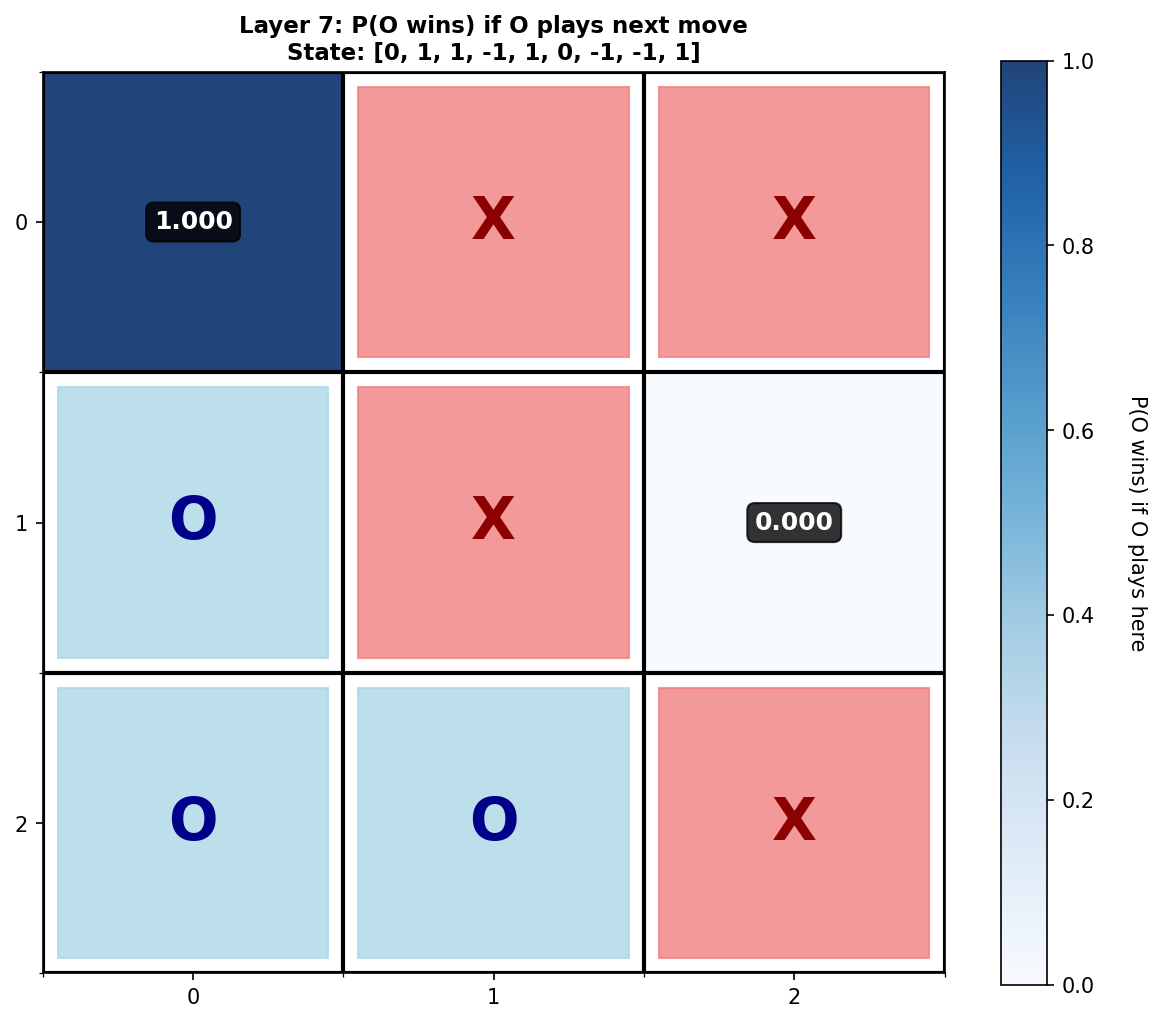 Layer 7: P(O wins) if O plays next move
State: [0, 1, 1, -1, 1, 0, -1, -1, 1]
1.000 X X
O X 0.000
O O X
0
1
2
0 1 2
1.0
0.8
0.6
0.4
0.2
0.0
P(O wins) if O plays here